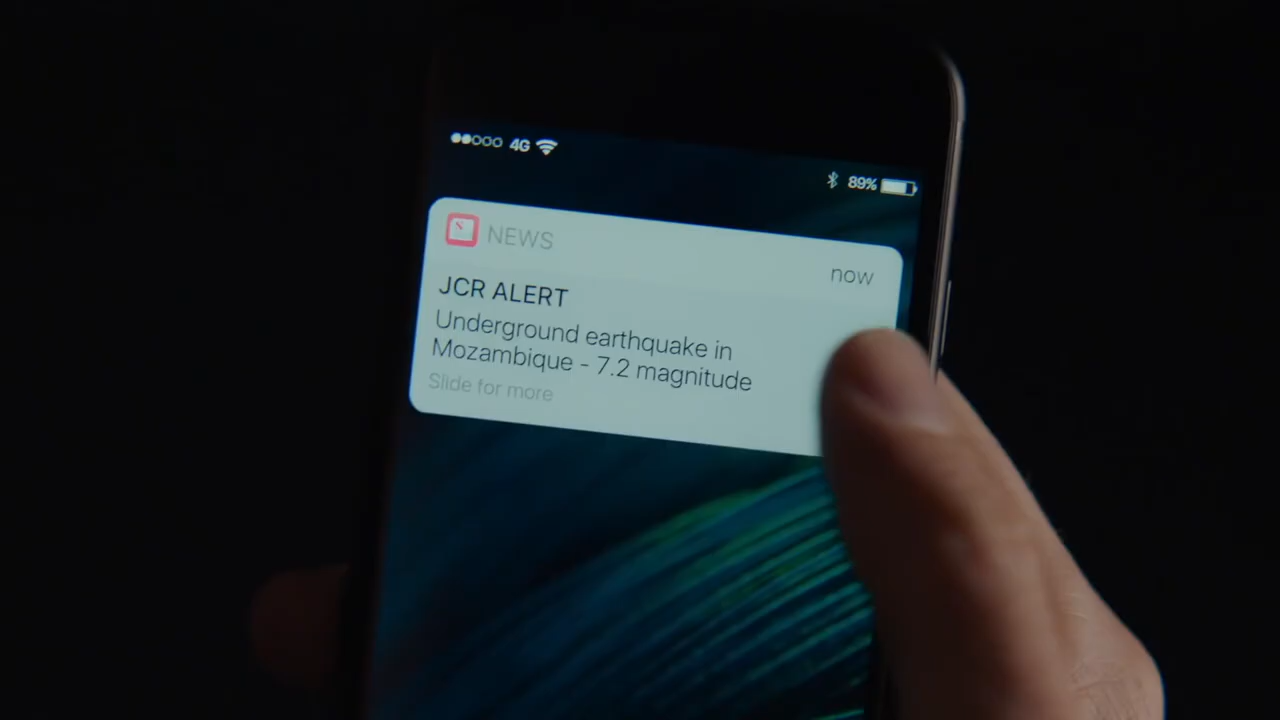 4G
89%
NEWS
now
JCR ALERT
Underground earthquake in
Mozambique - 7.2 magnitude
Slide for more